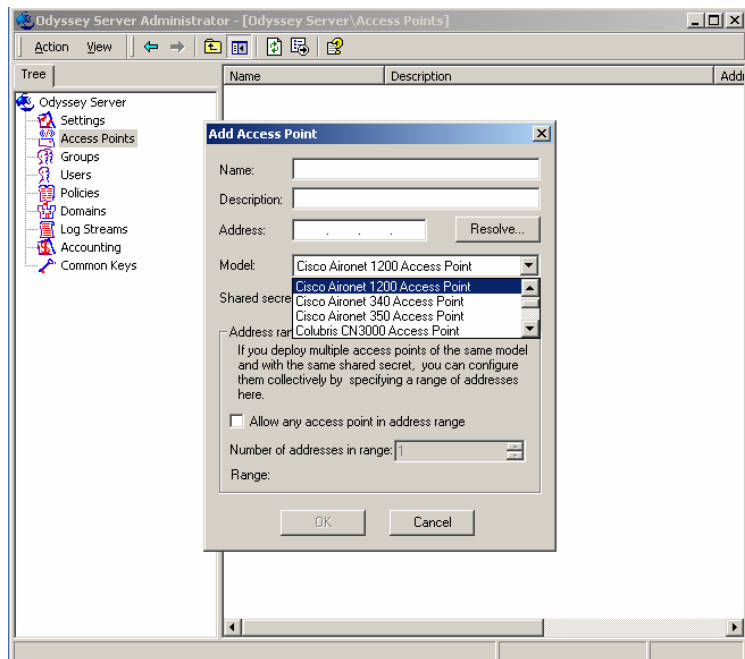 Odyssey Server Administrator - [Odyssey Server\Access Points]
Action View
Tree
Name Description Addr
Odyssey Server
Settings
Access Points
Groups
Users
Policies
Domains
Log Streams
Accounting
Common Keys
Add Access Point
Name:
Description:
Address: . . . Resolve...
Model: Cisco Aironet 1200 Access Point
Cisco Aironet 1200 Access Point
Cisco Aironet 340 Access Point
Cisco Aironet 350 Access Point
Colubris CN3000 Access Point
Shared secre
Address ran
If you deploy multiple access points of the same model
and with the same shared secret, you can configure
them collectively by specifying a range of addresses
here.
Allow any access point in address range
Number of addresses in range: 1
Range:
OK Cancel